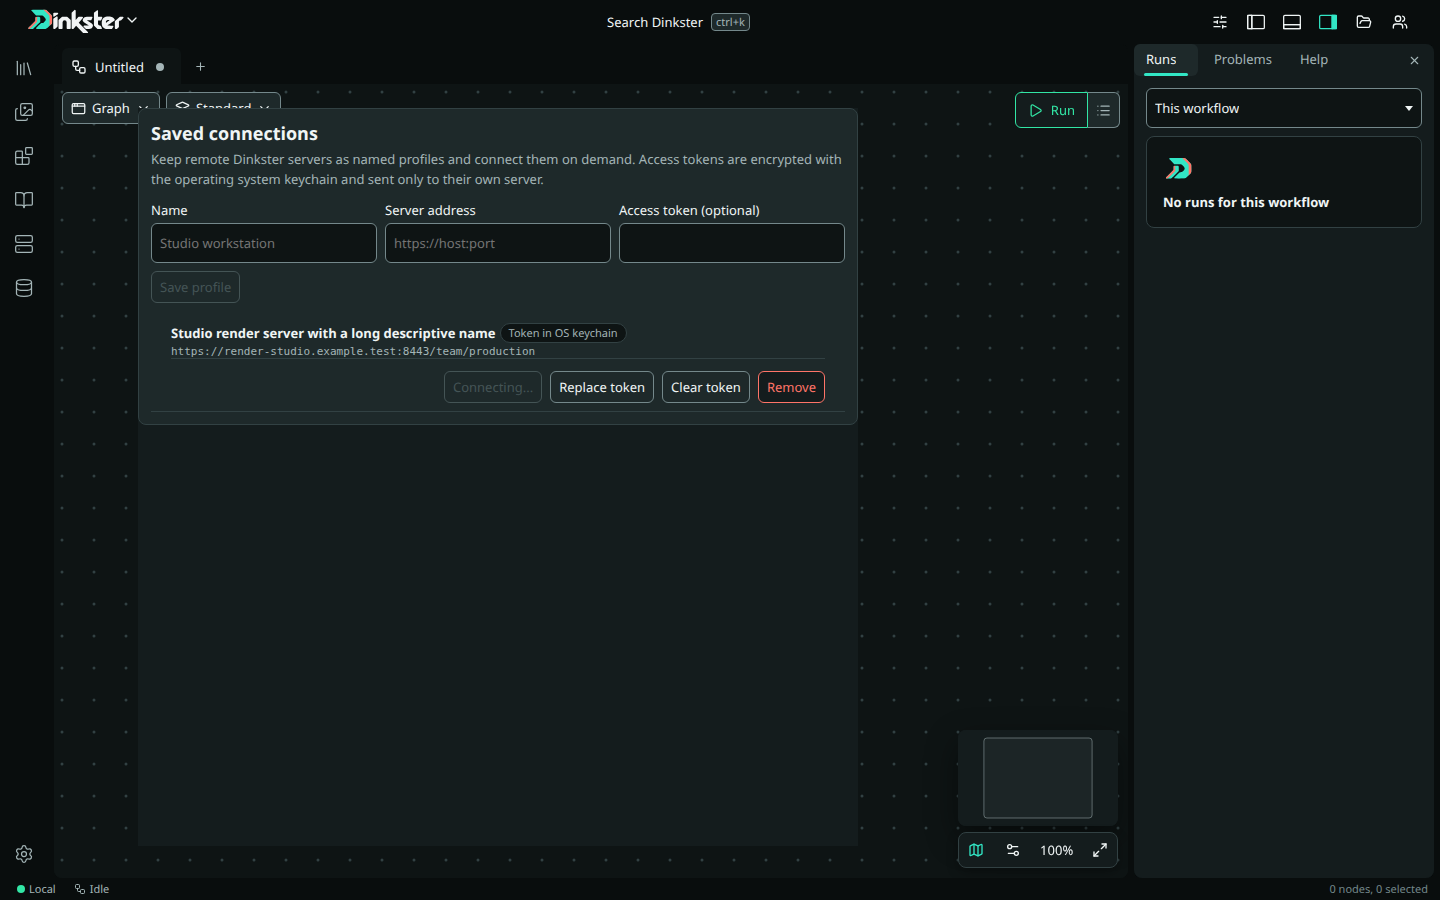 Dinkster
Search Dinkster ctrl+k
Untitled
Graph
Standard
Run
Saved connections
Keep remote Dinkster servers as named profiles and connect them on demand. Access tokens are encrypted with
the operating system keychain and sent only to their own server.
Name
Server address
Access token (optional)
Studio workstation
https://host:port
Save profile
Studio render server with a long descriptive name Token in OS keychain
https://render-studio.example.test:8443/team/production
Connecting...
Replace token
Clear token
Remove
Runs
Problems
Help
This workflow
No runs for this workflow
100%
Local
Idle
0 nodes, 0 selected